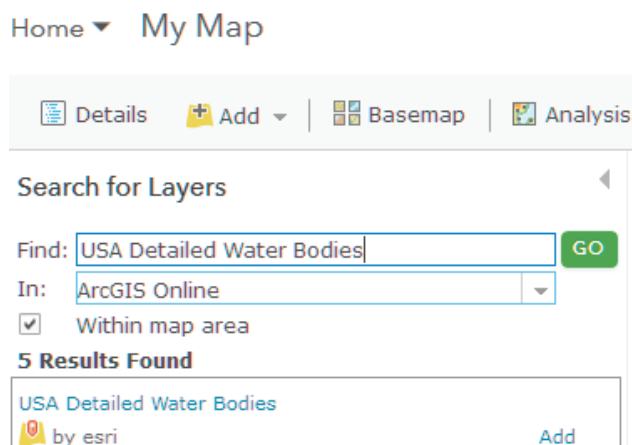 Home My Map
Details Add Basemap Analysis
Search for Layers
Find: USA Detailed Water Bodies GO
In: ArcGIS Online
Within map area
5 Results Found
USA Detailed Water Bodies
by esri Add